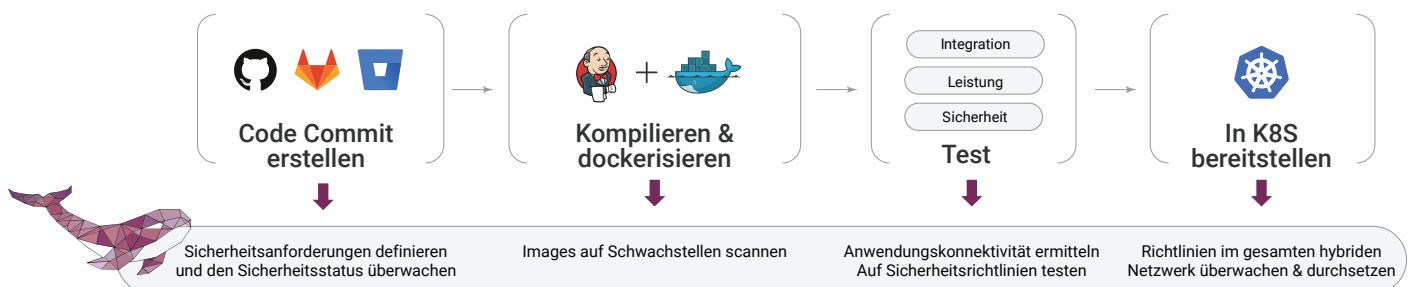 Code Commit
erstellen
+
Kompilieren &
dockerisieren
Integration
Leistung
Sicherheit
Test
In K8S
bereitstellen
Sicherheitsanforderungen definieren
und den Sicherheitsstatus überwachen
Images auf Schwachstellen scannen
Anwendungskonnektivität ermitteln
Auf Sicherheitsrichtlinien testen
Richtlinien im gesamten hybriden
Netzwerk überwachen & durchsetzen